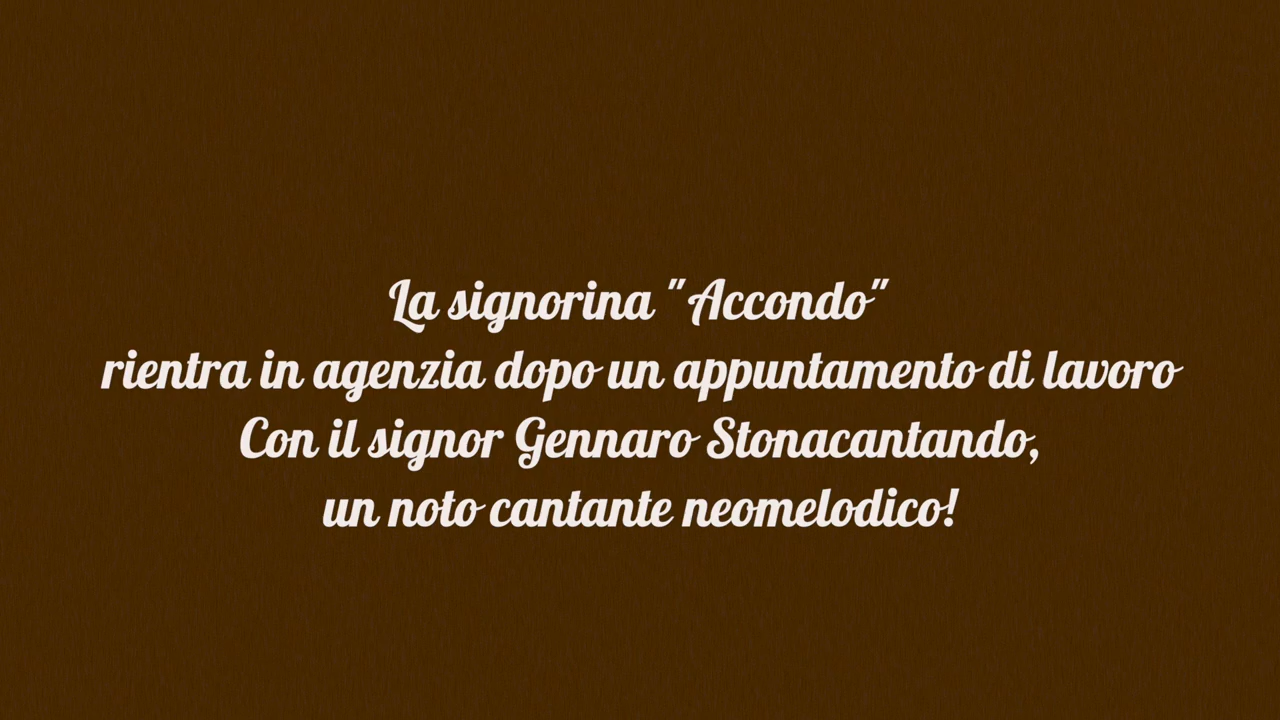 La signorina "Accondo"
rientra in agenzia dopo un appuntamento di lavoro
Con il signor Gennaro Stonacantando,
un noto cantante neomelodico!